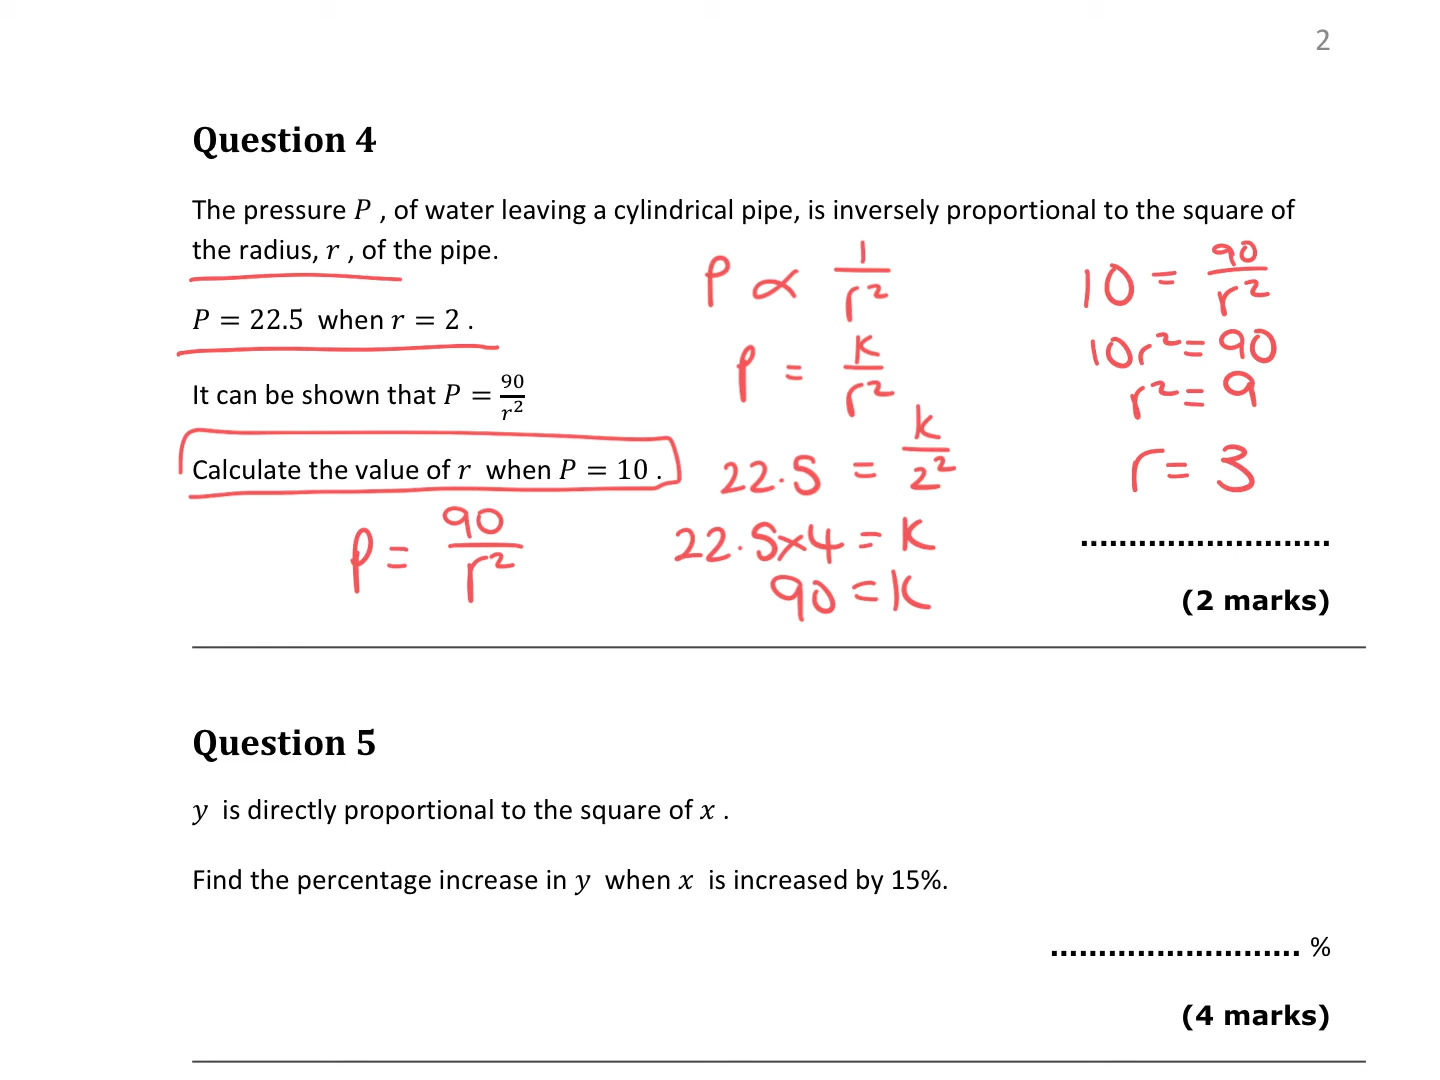 2
Question 4
The pressure P , of water leaving a cylindrical pipe, is inversely proportional to the square of
the radius, r , of the pipe.
P = 22.5 when r = 2 .
It can be shown that P = 90/r²
Calculate the value of r when P = 10 .
P = 90/r²
P ∝ 1/r²
P = k/r²
22.5 = k/2²
22.5×4 = k
90 = k
10 = 90/r²
10r² = 90
r² = 9
r = 3
..........................
(2 marks)
Question 5
y is directly proportional to the square of x .
Find the percentage increase in y when x is increased by 15%.
.......................... %
(4 marks)